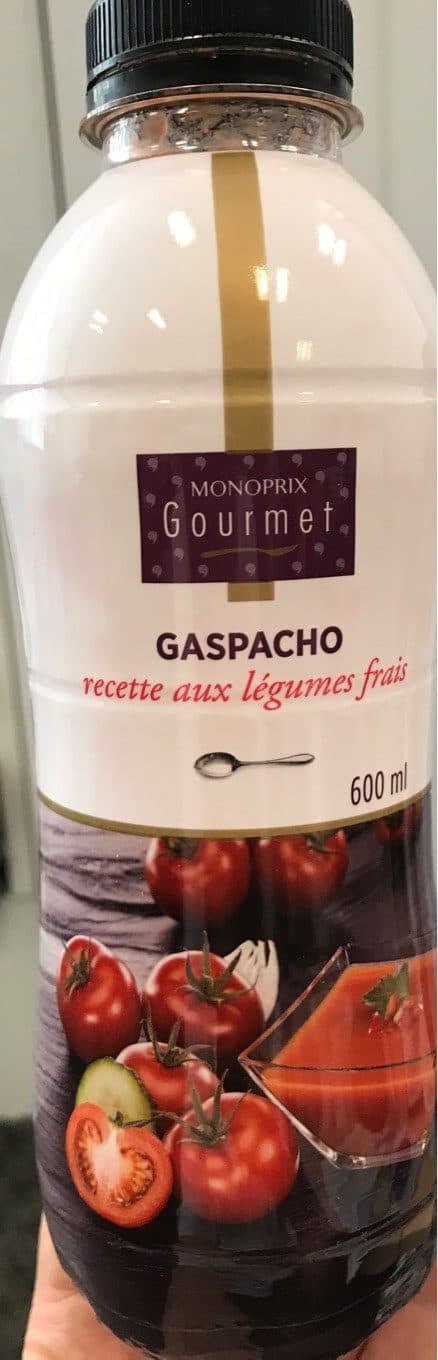 MONOPRIX
Gourmet
GASPACHO
recette aux légumes frais
600 ml